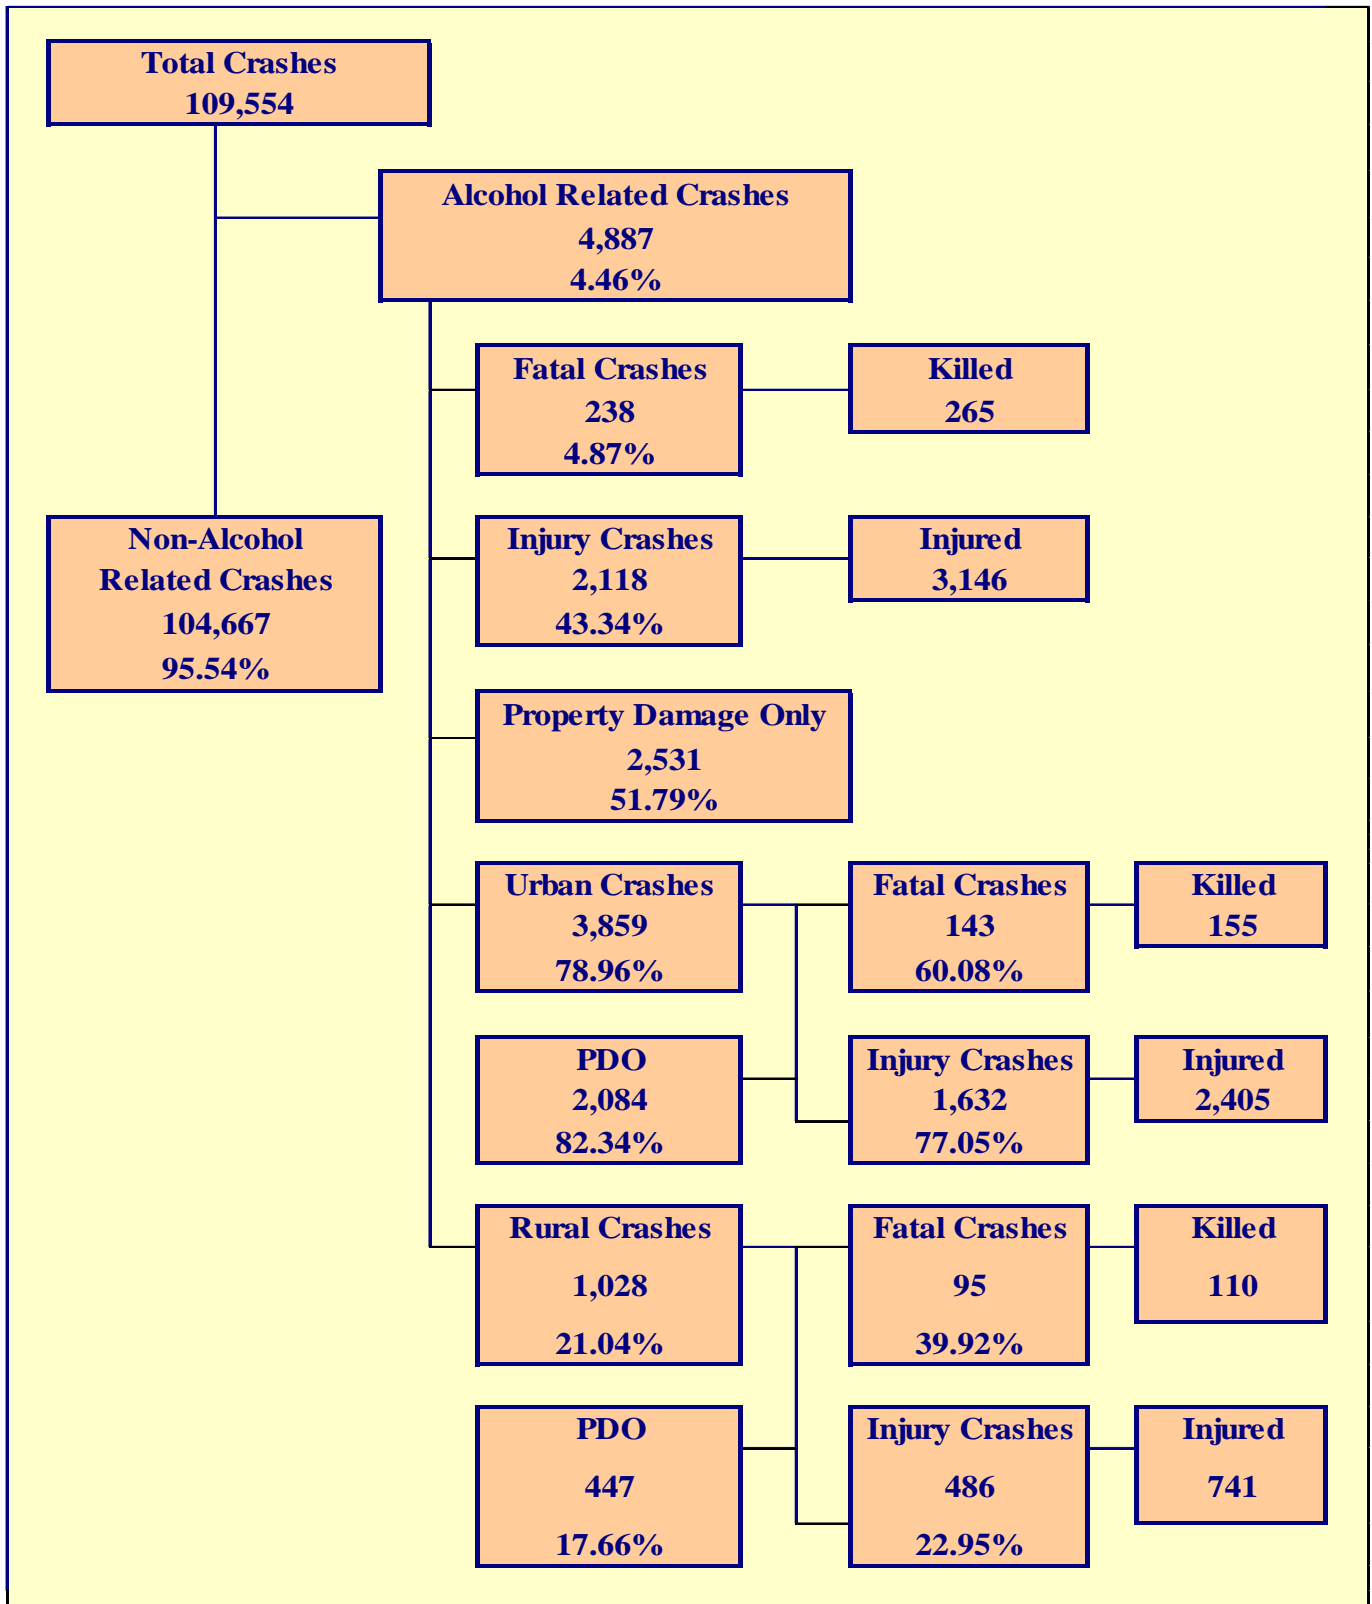 Total Crashes
109,554
Alcohol Related Crashes
4,887
4.46%
Fatal Crashes
238
4.87%
Killed
265
Non-Alcohol
Related Crashes
104,667
95.54%
Injury Crashes
2,118
43.34%
Injured
3,146
Property Damage Only
2,531
51.79%
Urban Crashes
3,859
78.96%
Fatal Crashes
143
60.08%
Killed
155
PDO
2,084
82.34%
Injury Crashes
1,632
77.05%
Injured
2,405
Rural Crashes
1,028
21.04%
Fatal Crashes
95
39.92%
Killed
110
PDO
447
17.66%
Injury Crashes
486
22.95%
Injured
741